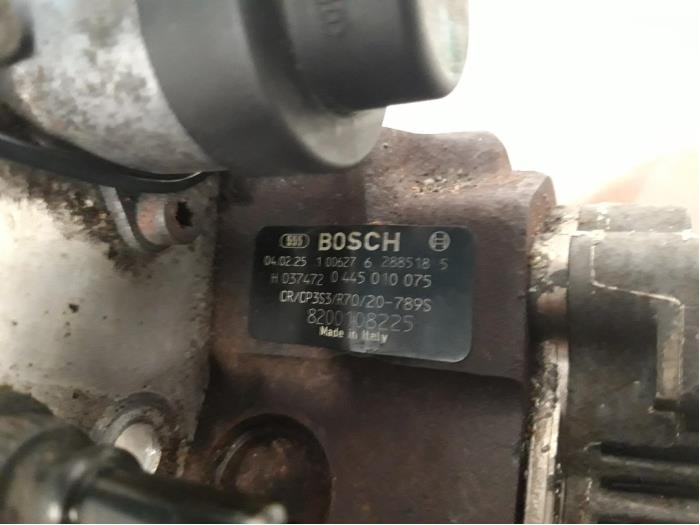 555 BOSCH
04.02.25 1 00627 6 288518 5
H 037472 0 445 010 075
CR/CP3S3/R70/20-789S
8200108225
Made in Italy